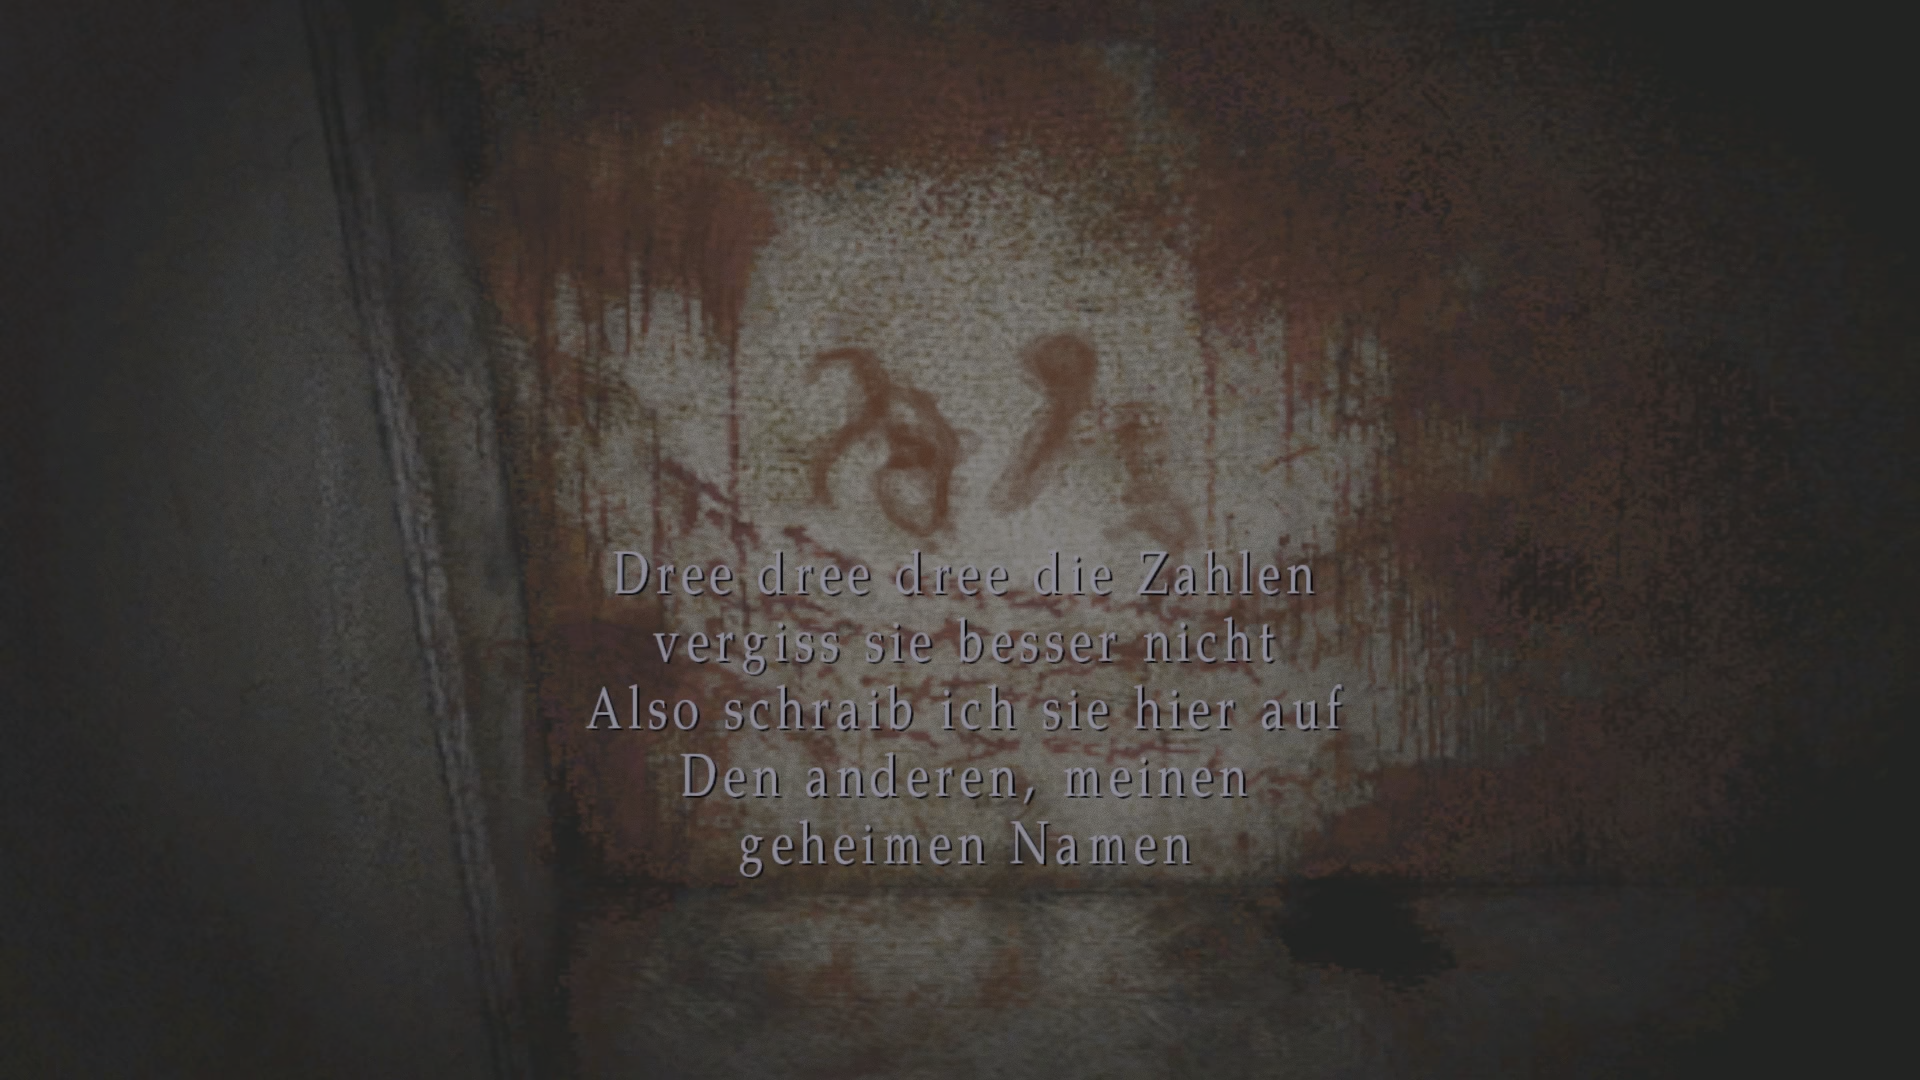 Dree dree dree die Zahlen
vergiss sie besser nicht
Also schraib ich sie hier auf
Den anderen, meinen
geheimen Namen